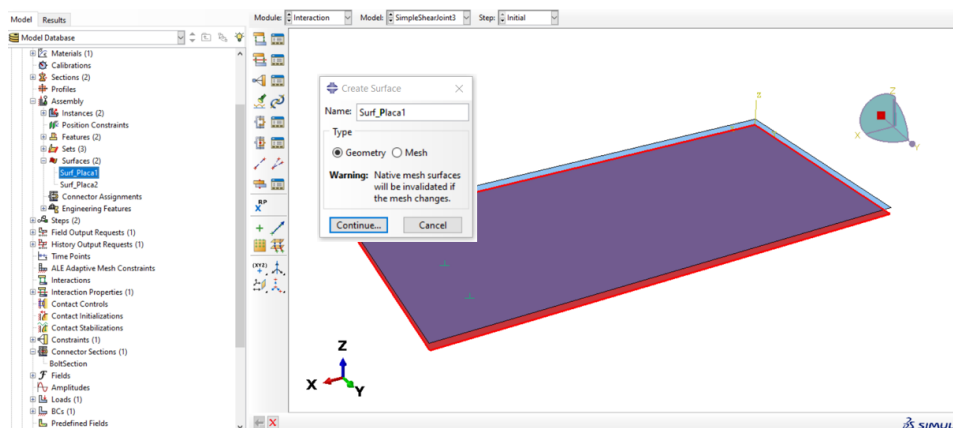 Model Results
Module: Interaction Model: SimpleShearJoint3 Step: Initial
Model Database
Materials (1)
Calibrations
Sections (2)
Profiles
Assembly
Instances (2)
Position Constraints
Features (2)
Sets (3)
Surfaces (2)
Surf_Placa1
Surf_Placa2
Connector Assignments
Engineering Features
Steps (2)
Field Output Requests (1)
History Output Requests (1)
Time Points
ALE Adaptive Mesh Constraints
Interactions
Interaction Properties (1)
Contact Controls
Contact Initializations
Contact Stabilizations
Constraints (1)
Connector Sections (1)
BoltSection
Fields
Amplitudes
Loads (1)
BCs (1)
Predefined Fields
RP
(XYZ)
Create Surface
Name: Surf_Placa1
Type
Geometry Mesh
Warning: Native mesh surfaces
will be invalidated if
the mesh changes.
Continue... Cancel
Z
X
Y
Z
X
Y
SIMUL